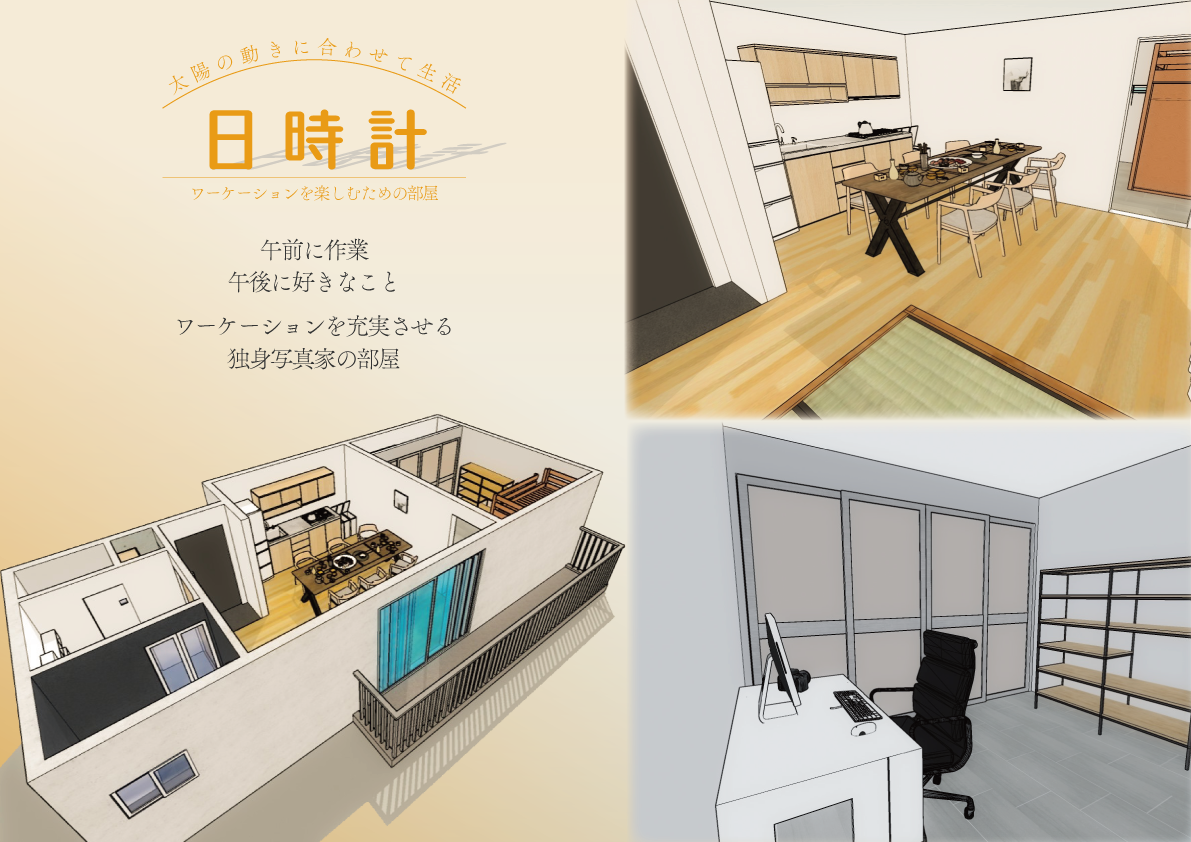 太陽の動きに合わせて生活
日時計
ワーケーションを楽しむための部屋
午前に作業
午後に好きなこと
ワーケーションを充実させる
独身写真家の部屋